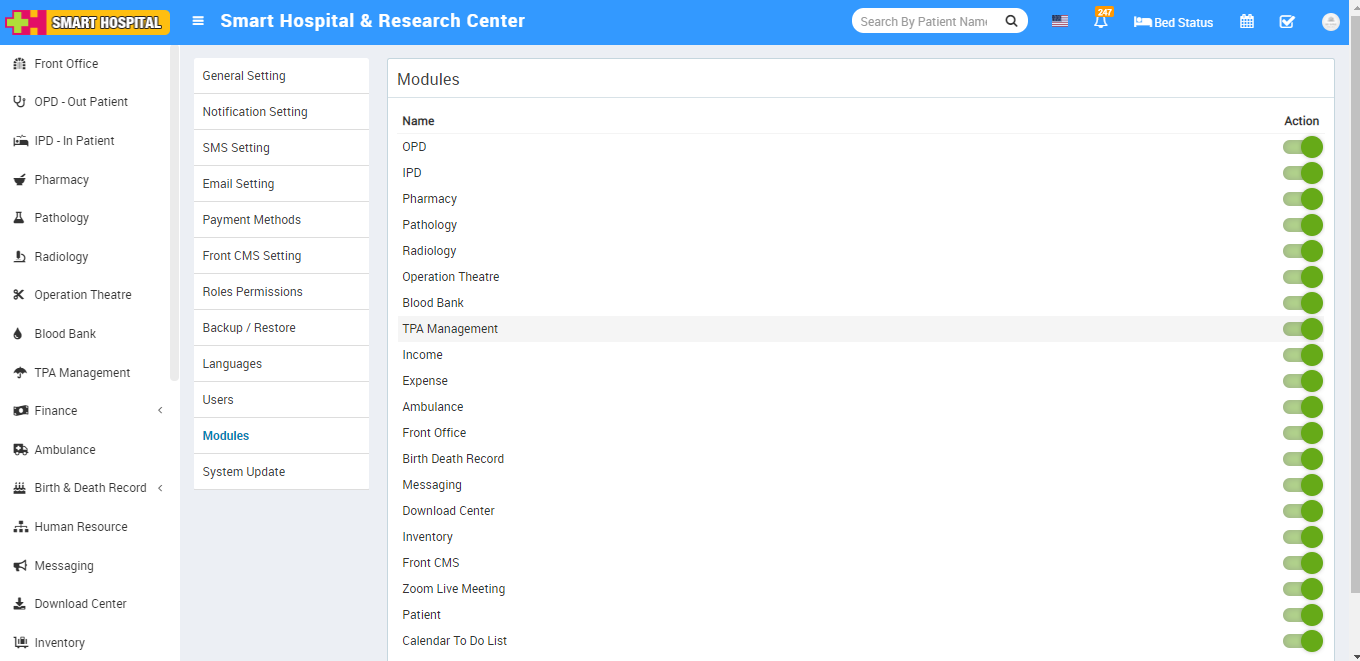 SMART HOSPITAL
Smart Hospital & Research Center
Search By Patient Name
247
Bed Status
Front Office
OPD - Out Patient
IPD - In Patient
Pharmacy
Pathology
Radiology
Operation Theatre
Blood Bank
TPA Management
Finance
Ambulance
Birth & Death Record
Human Resource
Messaging
Download Center
Inventory
General Setting
Notification Setting
SMS Setting
Email Setting
Payment Methods
Front CMS Setting
Roles Permissions
Backup / Restore
Languages
Users
Modules
System Update
Modules
Name Action
OPD
IPD
Pharmacy
Pathology
Radiology
Operation Theatre
Blood Bank
TPA Management
Income
Expense
Ambulance
Front Office
Birth Death Record
Messaging
Download Center
Inventory
Front CMS
Zoom Live Meeting
Patient
Calendar To Do List